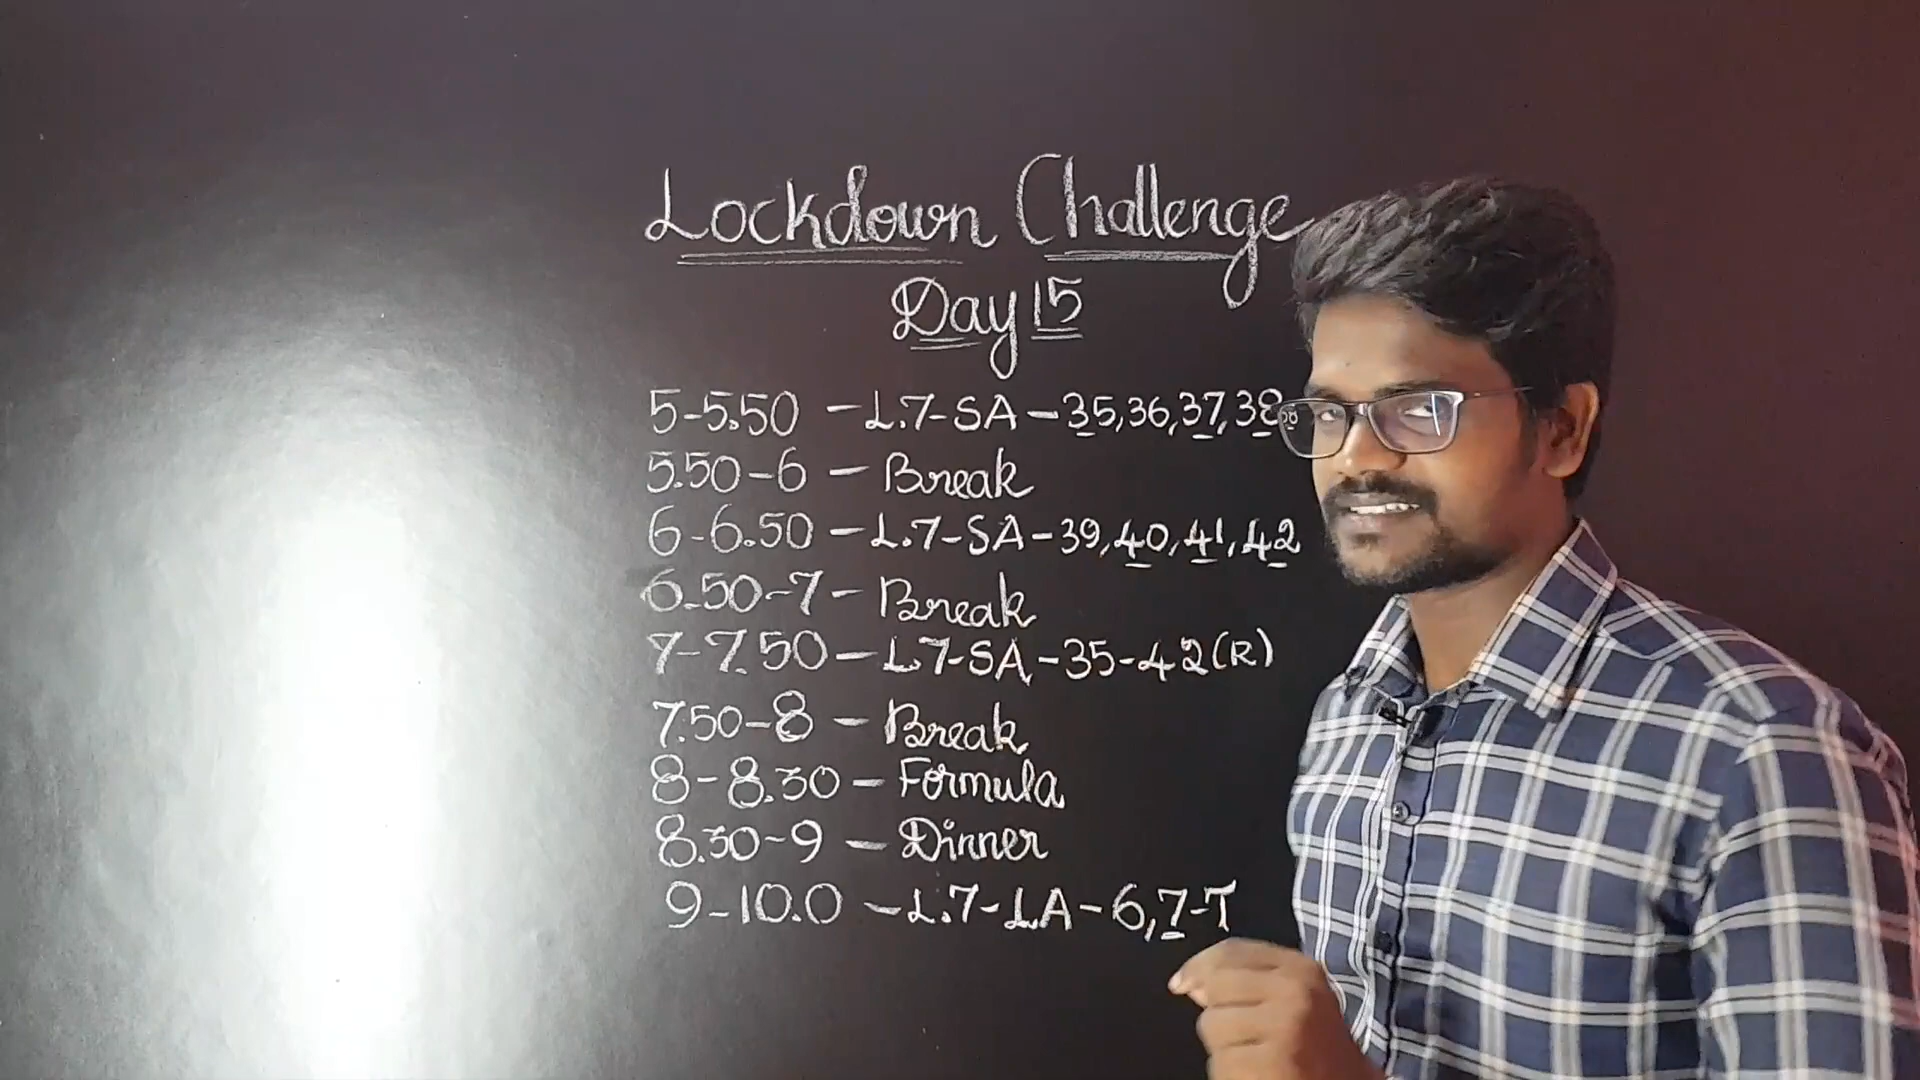 Lockdown Challenge
Day 15
5-5.50 - L.7-SA - 35,36,37,38
5.50-6 - Break
6-6.50 - L.7-SA-39,40,41,42
6.50-7 - Break
7-7.50 - L.7-SA-35-42(R)
7.50-8 - Break
8-8.30 - Formula
8.30-9 - Dinner
9-10.0 - L.7-LA-6,7-T